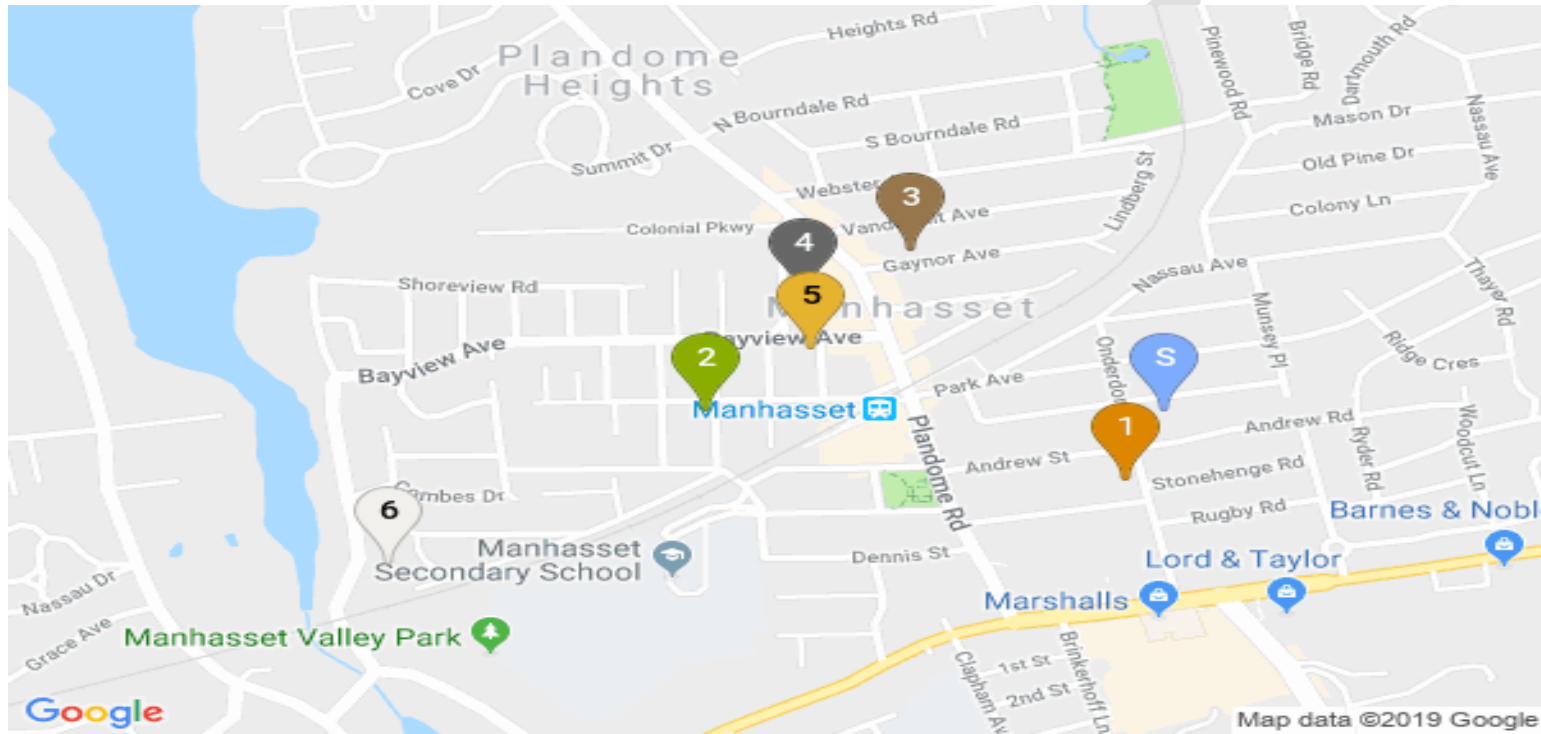 Heights Rd
Plandome
Heights
Cove Dr
N Bourndale Rd
S Bourndale Rd
Summit Dr
Pinewood Rd
Bridge Rd
Dartmouth Rd
Nassau Ave
Mason Dr
Old Pine Dr
Colony Ln
Lindberg St
Webster
3
Colonial Pkwy
Ave
4
Gaynor Ave
Nassau Ave
Thayer Rd
Shoreview Rd
5
Bayview Ave
Bayview Ave
2
Munsey Pl
Ridge Cres
S
Park Ave
Manhasset
Plandome Rd
1
Andrew Rd
Andrew St
Stonehenge Rd
Ryder Rd
Woodcut Ln
Rugby Rd
Barnes & Nobl
6
Dr
Manhasset
Secondary School
Dennis St
Lord & Taylor
Marshalls
Nassau Dr
Grace Ave
Manhasset Valley Park
1st St
2nd St
Clapham Av
Brinkerhoff Ln
Google
Map data ©2019 Google